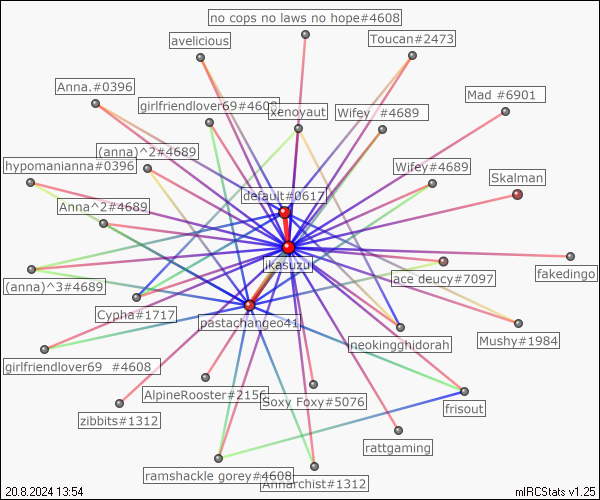 no cops no laws no hope#4608
avelicious
Toucan#2473
Anna.#0396
Mad #6901
girlfriendlover69#4608
xenoyaut
Wifey  #4689
(anna)^2#4689
hypomanianna#0396
Wifey#4689
Skalman
default#0617
Anna^2#4689
ikasuzu
fakedingo
ace deucy#7097
(anna)^3#4689
Cypha#1717
pastachangeo41
neokingghidorah
Mushy#1984
girlfriendlover69  #4608
AlpineRooster#2156
Soxy Foxy#5076
frisout
zibbits#1312
rattgaming
ramshackle gorey#4608
Annarchist#1312
20.8.2024 13:54
mIRCStats v1.25